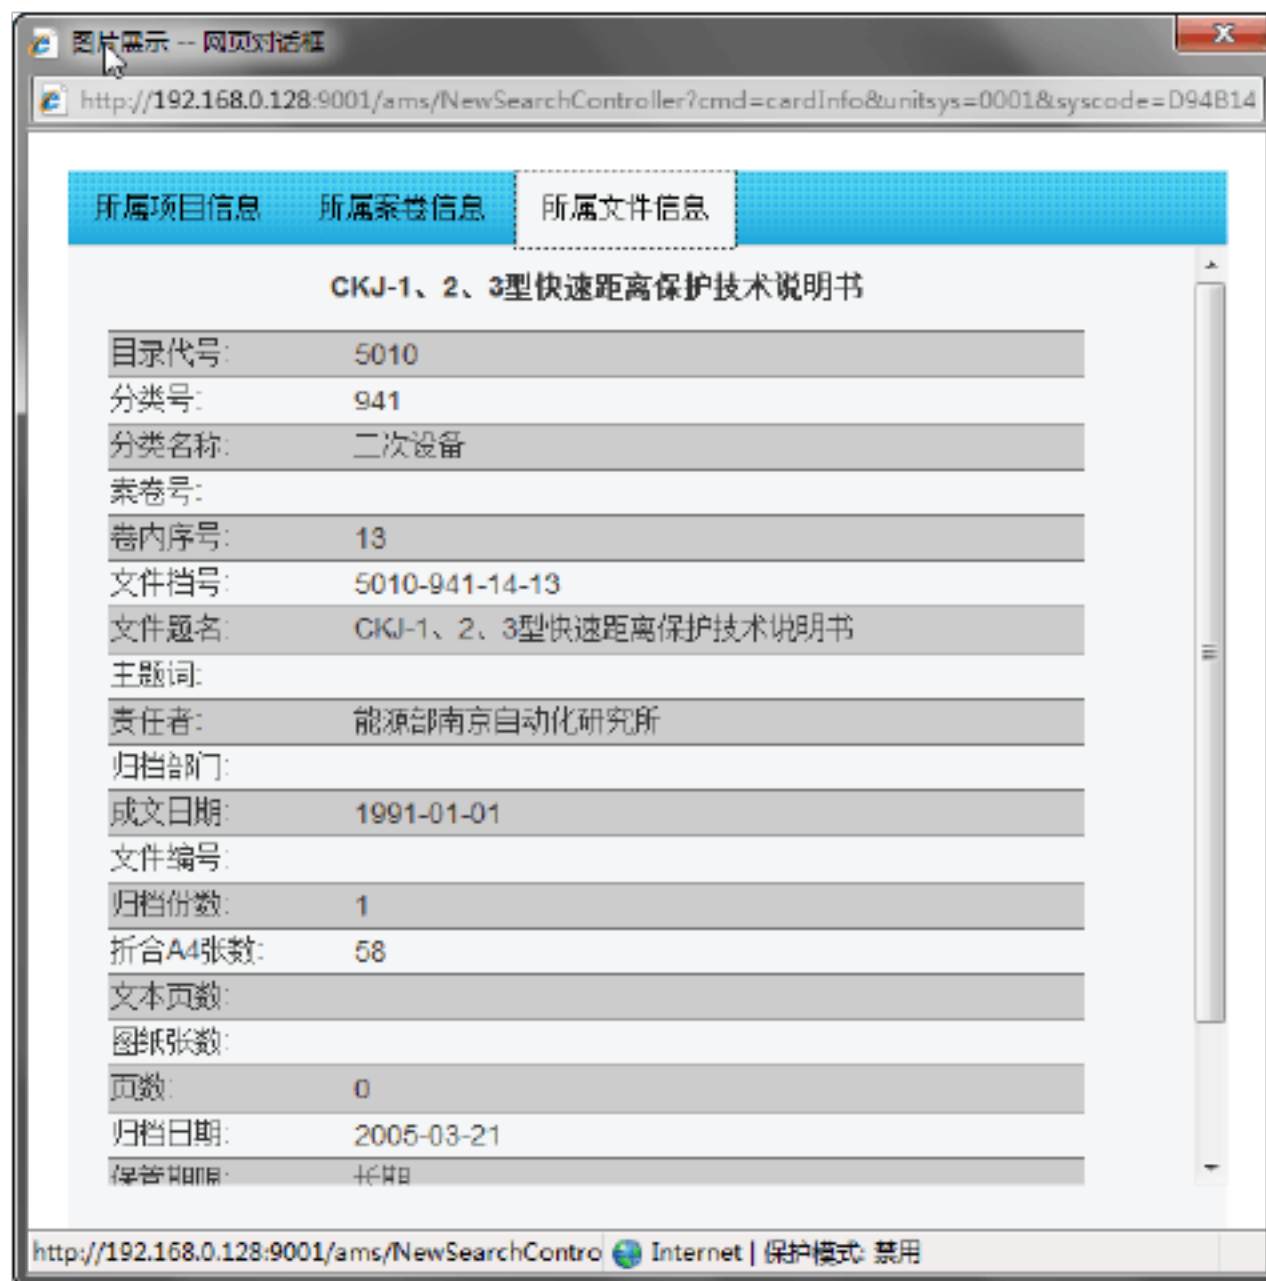 图片展示 -- 网页对话框
http://192.168.0.128:9001/ams/NewSearchController?cmd=cardInfo&unitsys=0001&syscode=D94B14
所属项目信息 所属案卷信息 所属文件信息
CKJ-1、2、3型快速距离保护技术说明书
目录代号: 5010
分类号: 941
分类名称: 二次设备
案卷号:
卷内序号: 13
文件档号: 5010-941-14-13
文件题名: CKJ-1、2、3型快速距离保护技术说明书
主题词:
责任者: 能源部南京自动化研究所
归档部门:
成文日期: 1991-01-01
文件编号:
归档份数: 1
折合A4张数: 58
文本页数:
图纸张数:
页数: 0
归档日期: 2005-03-21
保管期限: 长期
http://192.168.0.128:9001/ams/NewSearchContro Internet | 保护模式: 禁用